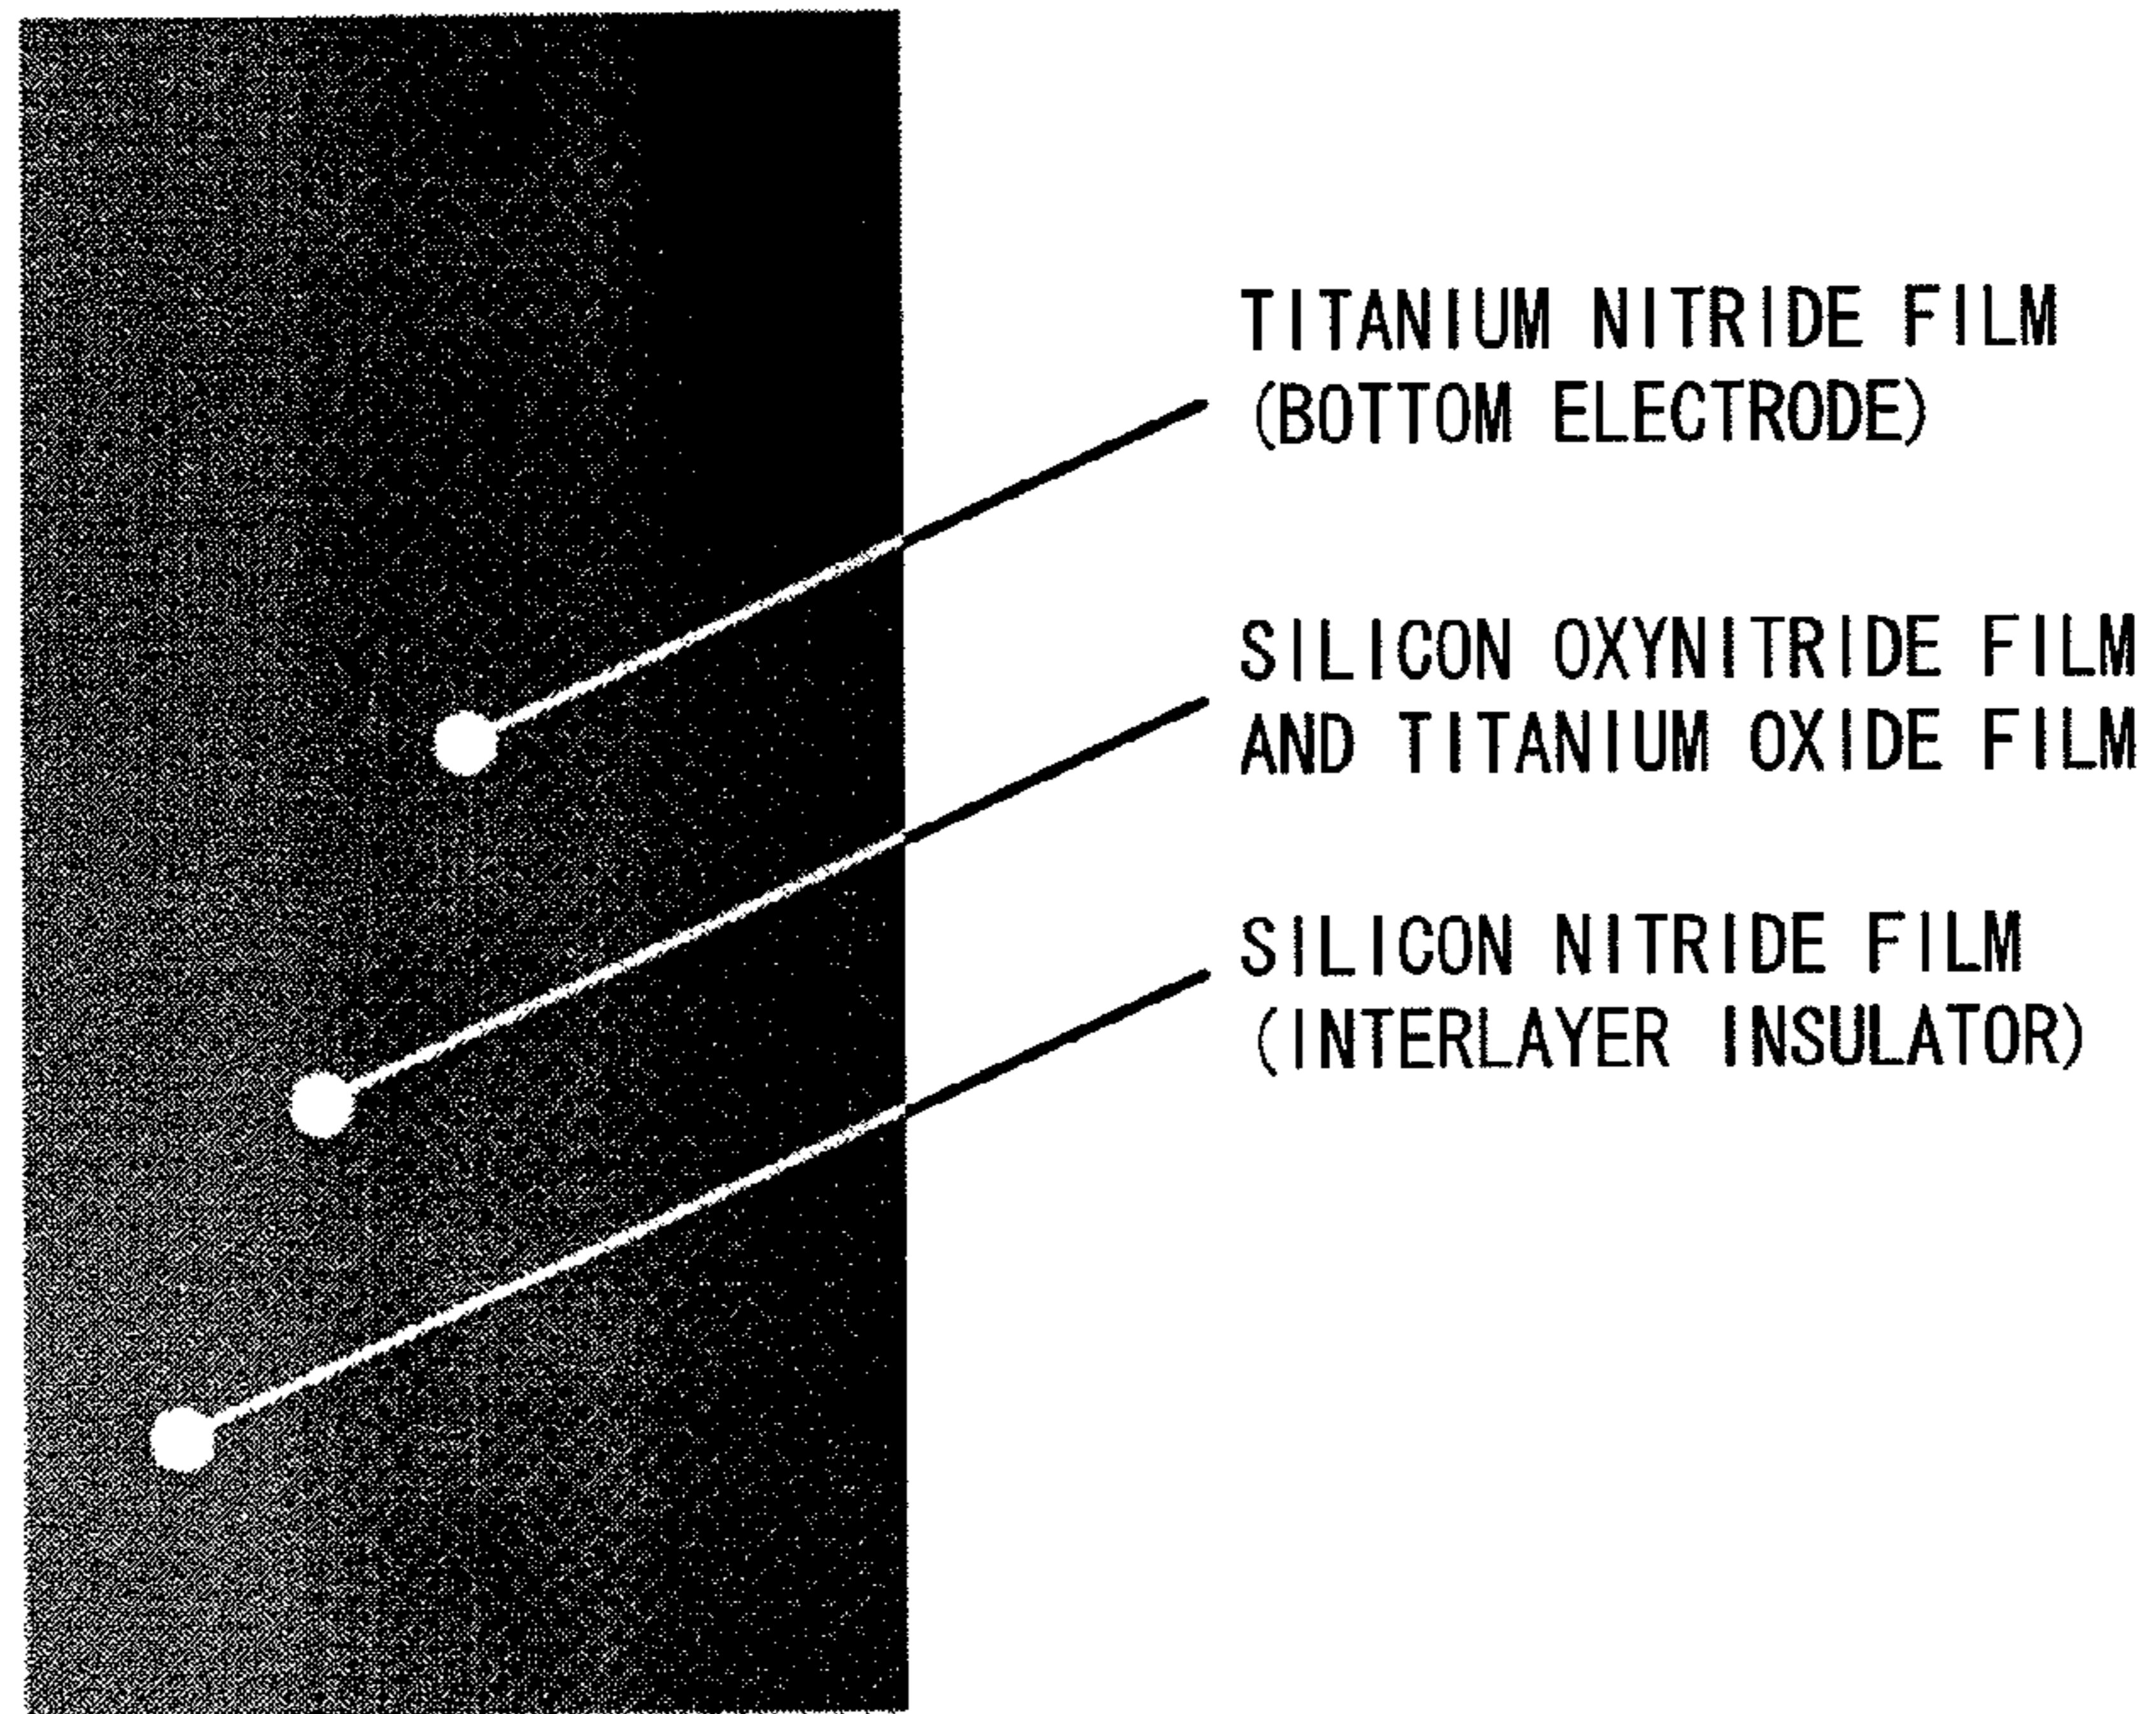 TITANIUM NITRIDE FILM
(BOTTOM ELECTRODE)
SILICON OXYNITRIDE FILM
AND TITANIUM OXIDE FILM
SILICON NITRIDE FILM
(INTERLAYER INSULATOR)